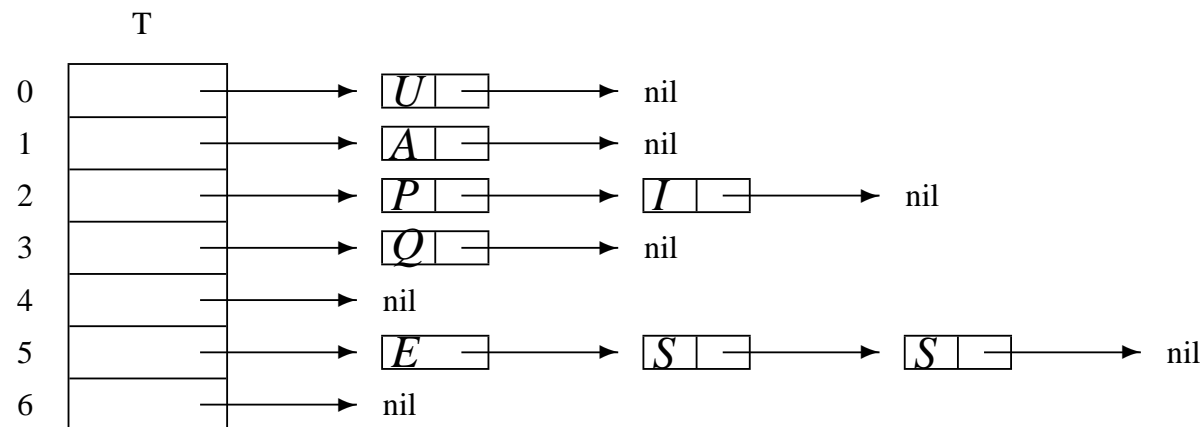 T
0 U nil
1 A nil
2 P I nil
3 Q nil
4 nil
5 E S S nil
6 nil